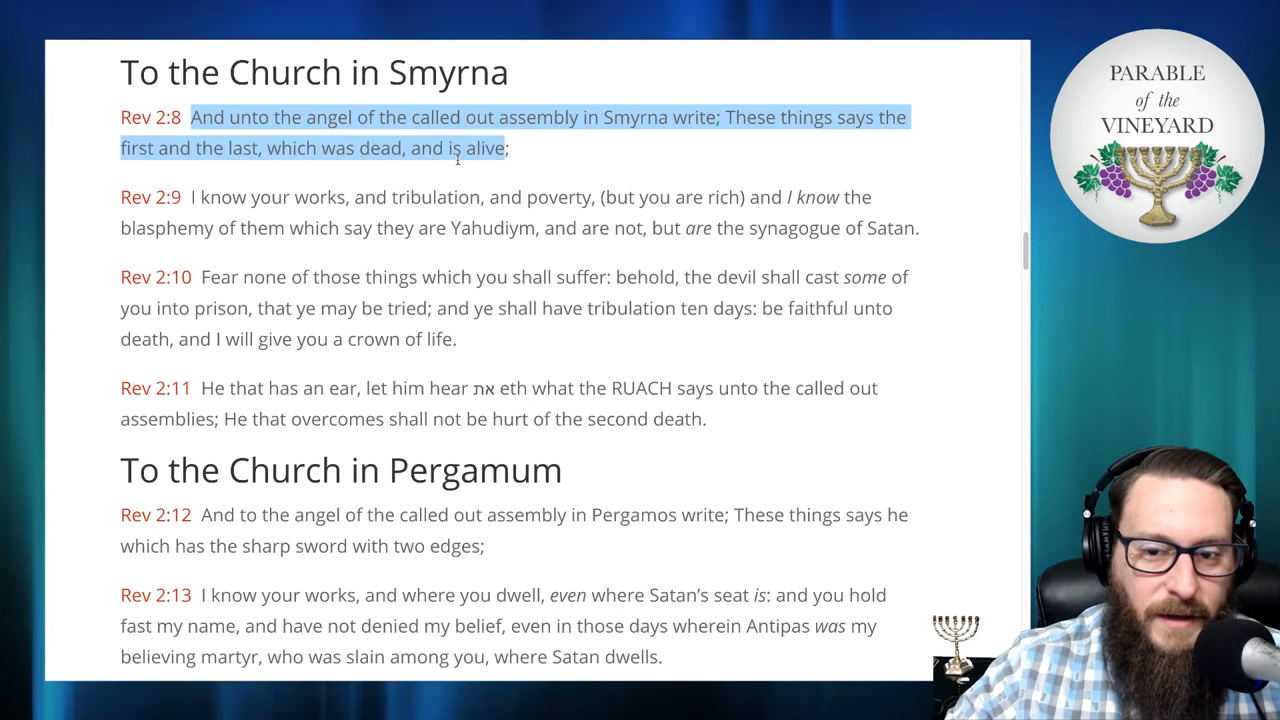 To the Church in Smyrna
Rev 2:8 And unto the angel of the called out assembly in Smyrna write; These things says the
first and the last, which was dead, and is alive;
Rev 2:9 I know your works, and tribulation, and poverty, (but you are rich) and I know the
blasphemy of them which say they are Yahudiym, and are not, but are the synagogue of Satan.
Rev 2:10 Fear none of those things which you shall suffer: behold, the devil shall cast some of
you into prison, that ye may be tried; and ye shall have tribulation ten days: be faithful unto
death, and I will give you a crown of life.
Rev 2:11 He that has an ear, let him hear את eth what the RUACH says unto the called out
assemblies; He that overcomes shall not be hurt of the second death.
To the Church in Pergamum
Rev 2:12 And to the angel of the called out assembly in Pergamos write; These things says he
which has the sharp sword with two edges;
Rev 2:13 I know your works, and where you dwell, even where Satan’s seat is: and you hold
fast my name, and have not denied my belief, even in those days wherein Antipas was my
believing martyr, who was slain among you, where Satan dwells.
PARABLE
of the
VINEYARD